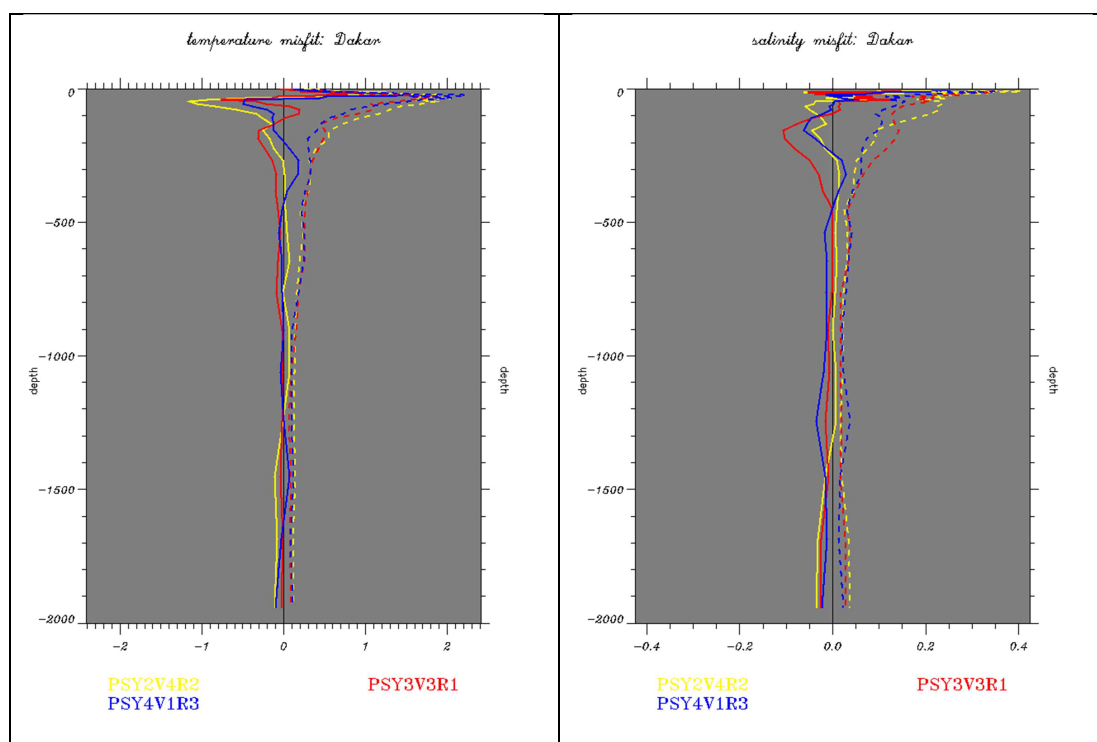 temperature misfit: Dakar
0
-500
-1000
-1500
-2000
depth
depth
-2 -1 0 1 2
PSY2V4R2 PSY3V3R1
PSY4V1R3
salinity misfit: Dakar
0
-500
-1000
-1500
-2000
depth
depth
-0.4 -0.2 0.0 0.2 0.4
PSY2V4R2 PSY3V3R1
PSY4V1R3